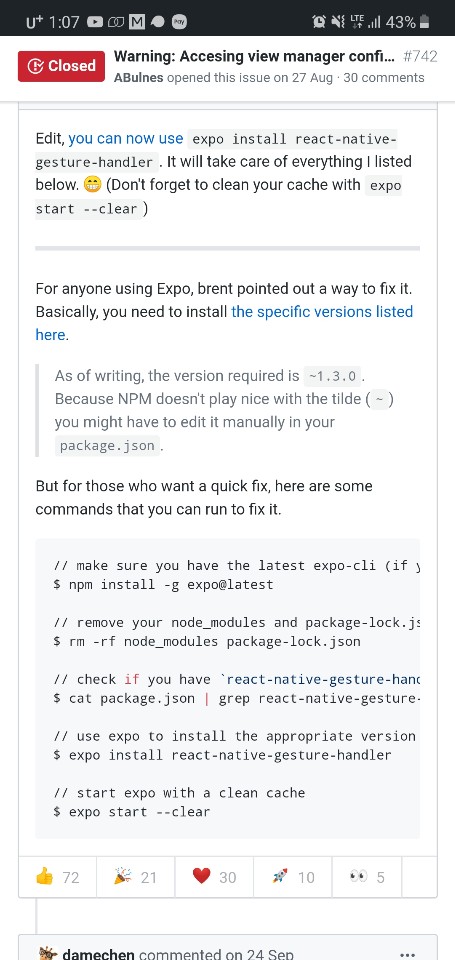 U+ 1:07 M Pay LTE 43%
Closed Warning: Accesing view manager confi... #742
ABulnes opened this issue on 27 Aug · 30 comments
Edit, you can now use expo install react-native-
gesture-handler . It will take care of everything I listed
below. 😁 (Don't forget to clean your cache with expo
start --clear )
For anyone using Expo, brent pointed out a way to fix it.
Basically, you need to install the specific versions listed
here.
As of writing, the version required is ~1.3.0 .
Because NPM doesn't play nice with the tilde ( ~ )
you might have to edit it manually in your
package.json .
But for those who want a quick fix, here are some
commands that you can run to fix it.
// make sure you have the latest expo-cli (if y
$ npm install -g expo@latest
// remove your node_modules and package-lock.js
$ rm -rf node_modules package-lock.json
// check if you have `react-native-gesture-hand
$ cat package.json | grep react-native-gesture-
// use expo to install the appropriate version
$ expo install react-native-gesture-handler
// start expo with a clean cache
$ expo start --clear
👍 72 🎉 21 ❤️ 30 🚀 10 👀 5
damechen commented on 24 Sep ...